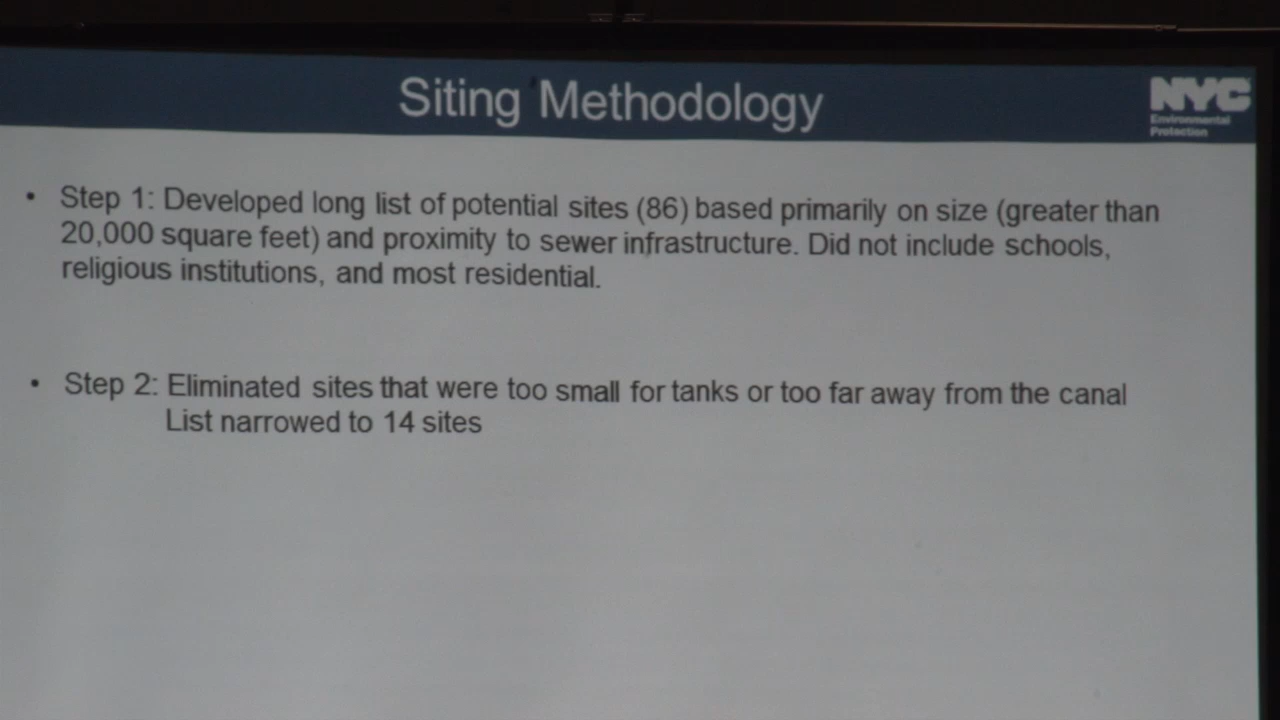 Siting Methodology
NYC
Environmental
Protection
• Step 1: Developed long list of potential sites (86) based primarily on size (greater than
20,000 square feet) and proximity to sewer infrastructure. Did not include schools,
religious institutions, and most residential.
• Step 2: Eliminated sites that were too small for tanks or too far away from the canal
List narrowed to 14 sites